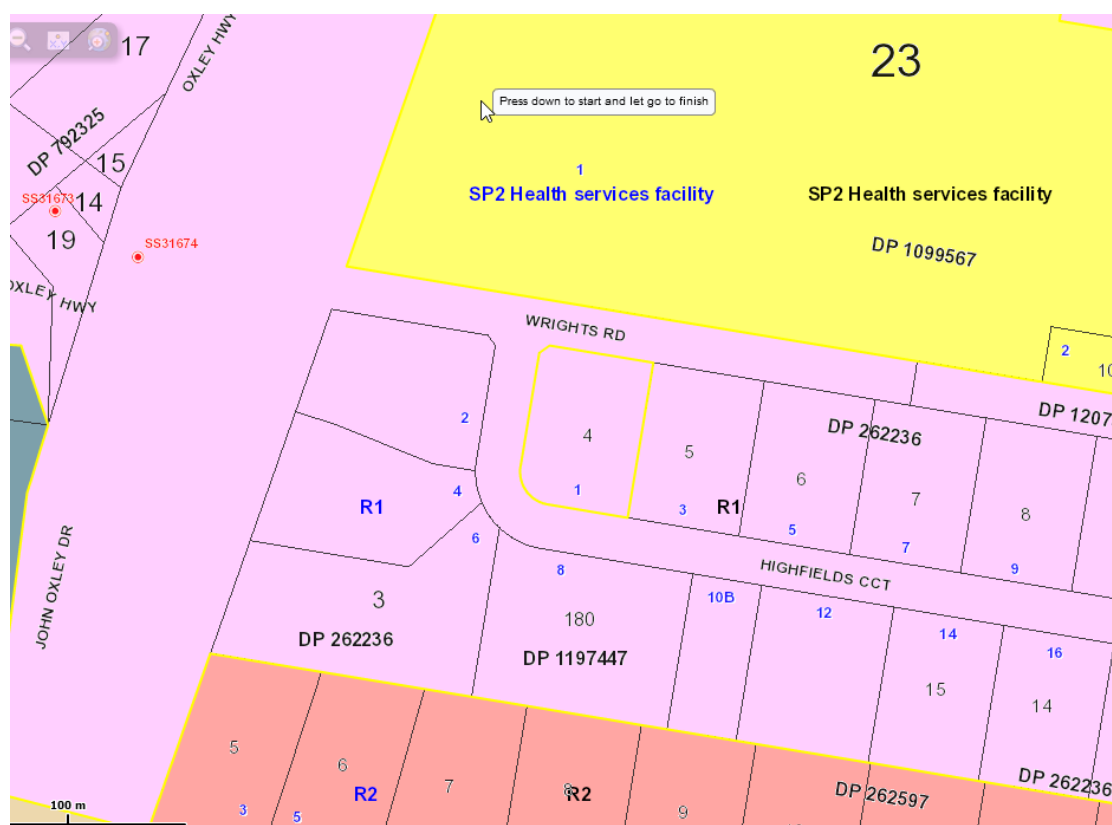 17
OXLEY HWY
23
Press down to start and let go to finish
DP 792325
15
1
SP2 Health services facility
SP2 Health services facility
SS31673
14
19
SS31674
DP 1099567
OXLEY HWY
WRIGHTS RD
2
10
DP 1207
2
4
5
DP 262236
6
7
8
1
3
R1
5
7
9
4
R1
6
8
HIGHFIELDS CCT
JOHN OXLEY DR
3
DP 262236
180
DP 1197447
10B
12
14
16
15
14
5
6
7
8
R2
R2
9
DP 262597
DP 262236
3
5
100 m